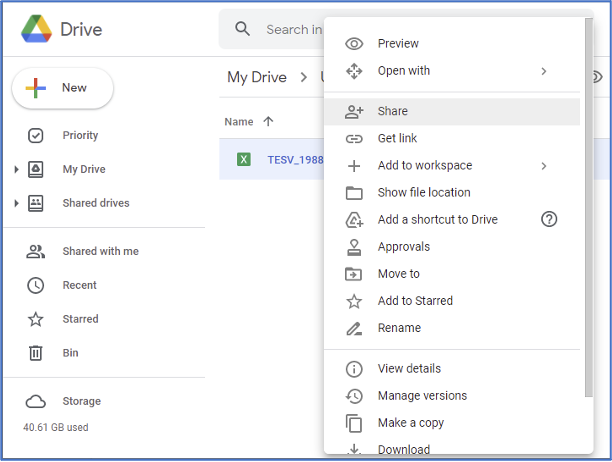 Drive
Search in
New
My Drive
Name
Priority
My Drive
Shared drives
TESV_1988
Shared with me
Recent
Starred
Bin
Storage
40.61 GB used
Preview
Open with
Share
Get link
Add to workspace
Show file location
Add a shortcut to Drive
Approvals
Move to
Add to Starred
Rename
View details
Manage versions
Make a copy
Download